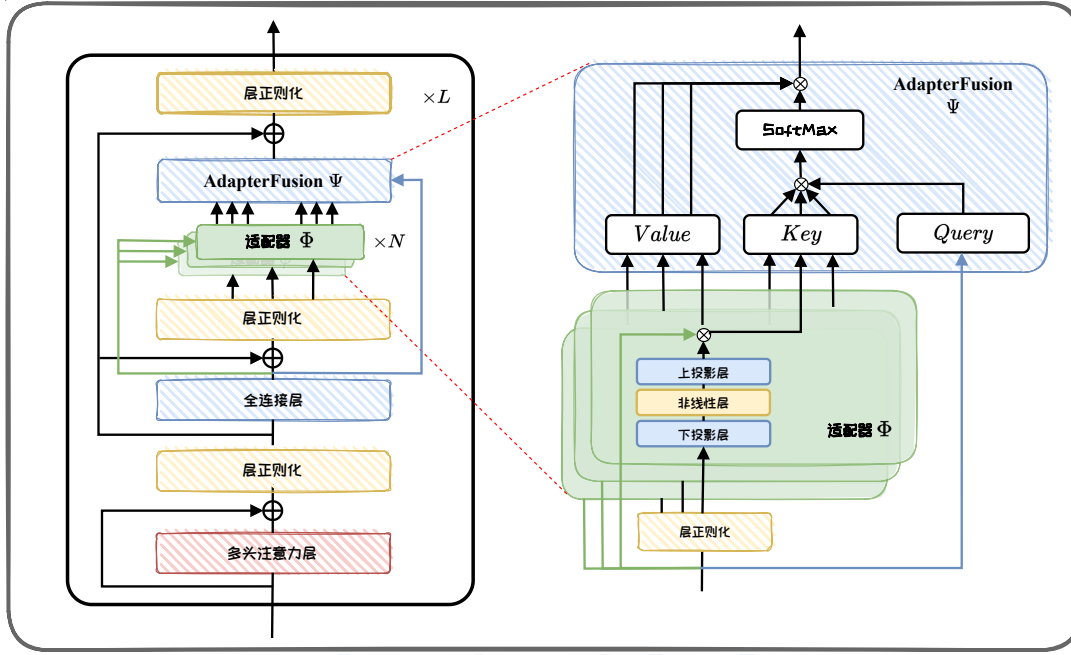 层正则化
×L
AdapterFusion Ψ
适配器 Φ
×N
层正则化
全连接层
层正则化
多头注意力层
AdapterFusion
Ψ
SoftMax
Value
Key
Query
上投影层
非线性层
下投影层
适配器 Φ
层正则化